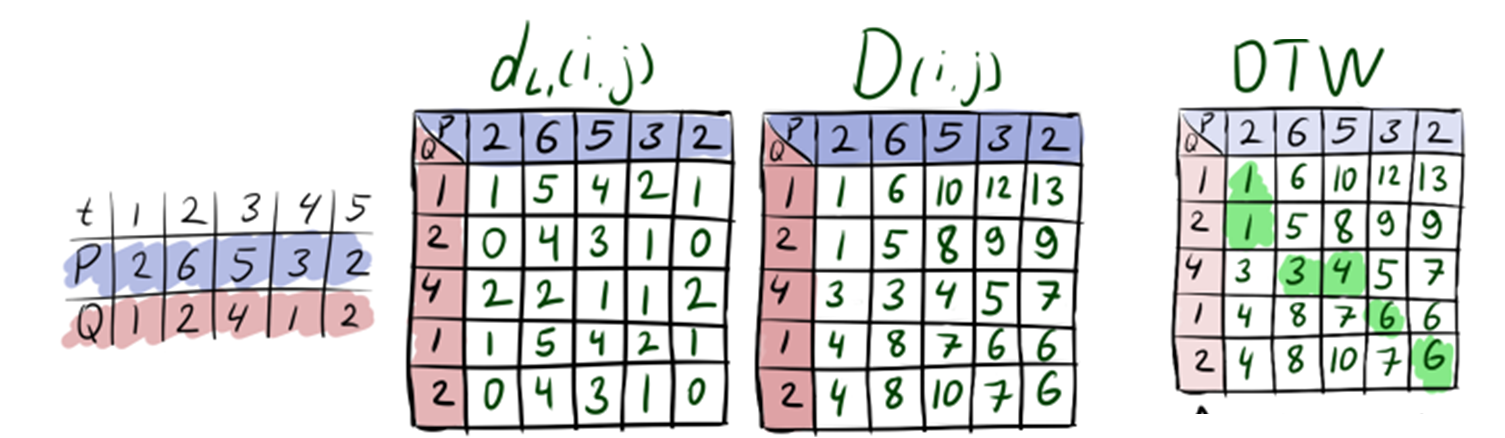 t 1 2 3 4 5
P 2 6 5 3 2
Q 1 2 4 1 2
d_L₁(i,j)
P 2 6 5 3 2
Q
1 1 5 4 2 1
2 0 4 3 1 0
4 2 2 1 1 2
1 1 5 4 2 1
2 0 4 3 1 0
D(i,j)
P 2 6 5 3 2
Q
1 1 6 10 12 13
2 1 5 8 9 9
4 3 3 4 5 7
1 4 8 7 6 6
2 4 8 10 7 6
DTW
P 2 6 5 3 2
Q
1 1 6 10 12 13
2 1 5 8 9 9
4 3 3 4 5 7
1 4 8 7 6 6
2 4 8 10 7 6